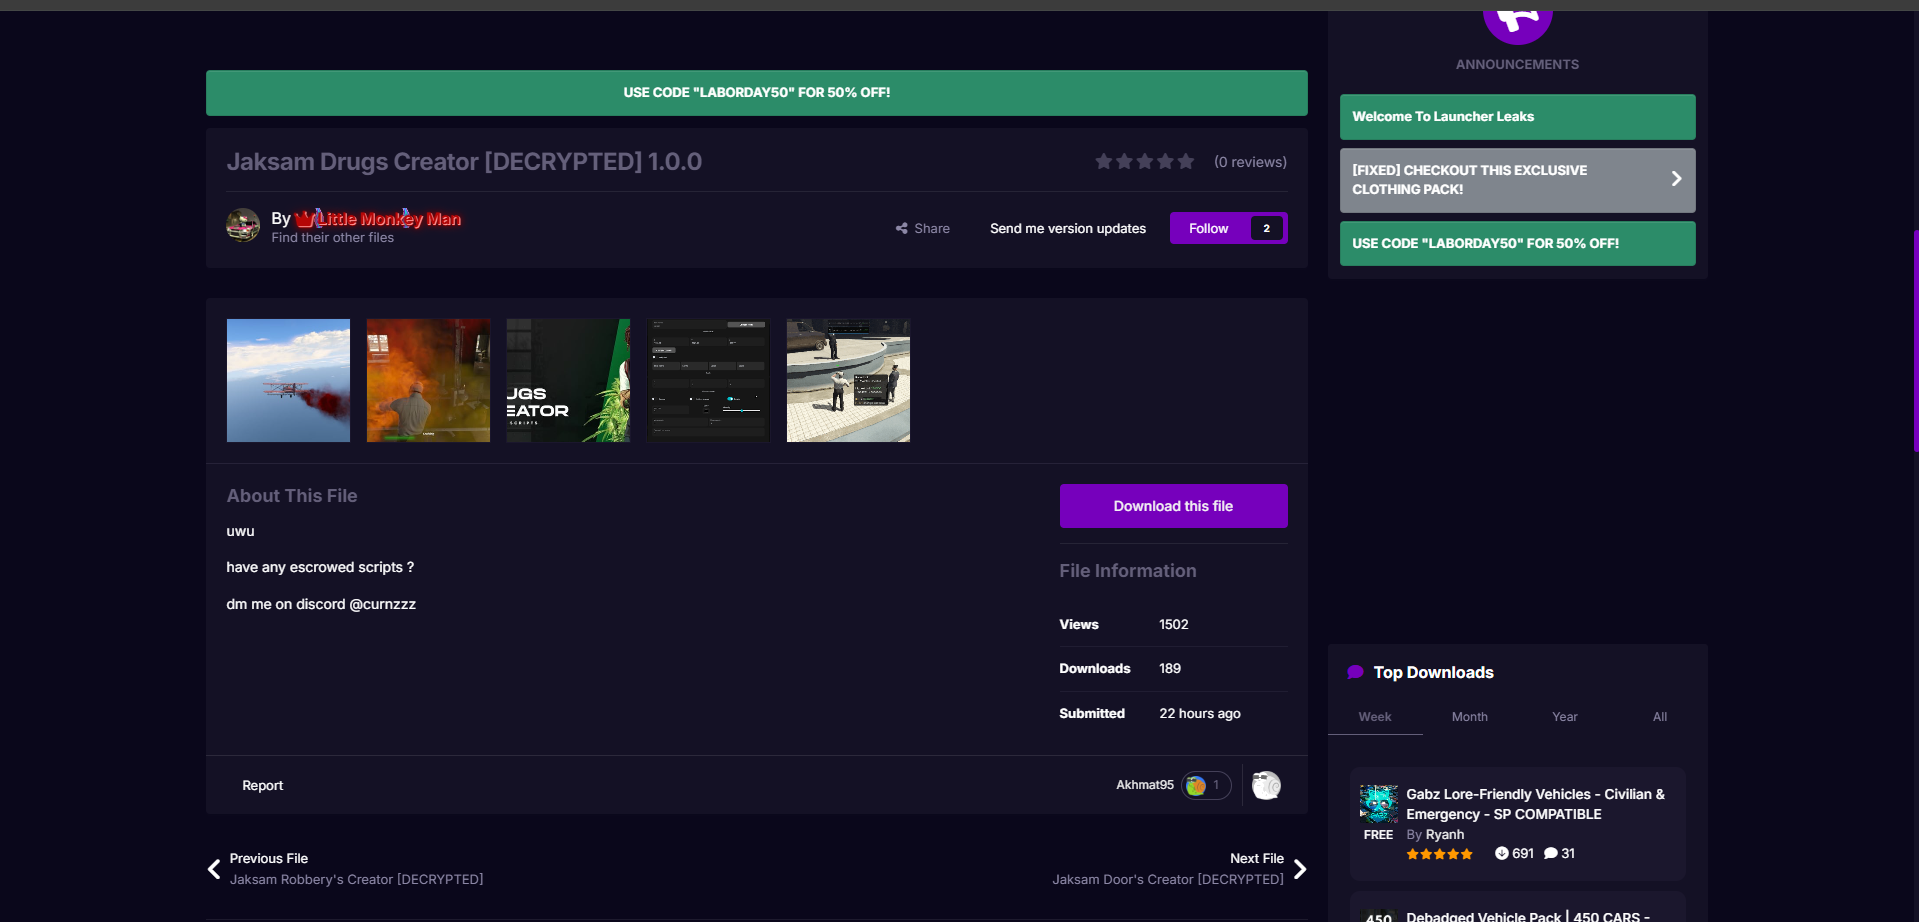 USE CODE "LABORDAY50" FOR 50% OFF!
Jaksam Drugs Creator [DECRYPTED] 1.0.0
(0 reviews)
By Little Monkey Man
Find their other files
Share
Send me version updates
Follow 2
UGS
EATOR
SCRIPTS
About This File
uwu
have any escrowed scripts ?
dm me on discord @curnzzz
Download this file
File Information
Views 1502
Downloads 189
Submitted 22 hours ago
Report
Akhmat95 1
Previous File
Jaksam Robbery's Creator [DECRYPTED]
Next File
Jaksam Door's Creator [DECRYPTED]
ANNOUNCEMENTS
Welcome To Launcher Leaks
[FIXED] CHECKOUT THIS EXCLUSIVE
CLOTHING PACK!
USE CODE "LABORDAY50" FOR 50% OFF!
Top Downloads
Week Month Year All
Gabz Lore-Friendly Vehicles - Civilian &
Emergency - SP COMPATIBLE
FREE
By Ryanh
691 31
450
Debadged Vehicle Pack | 450 CARS -